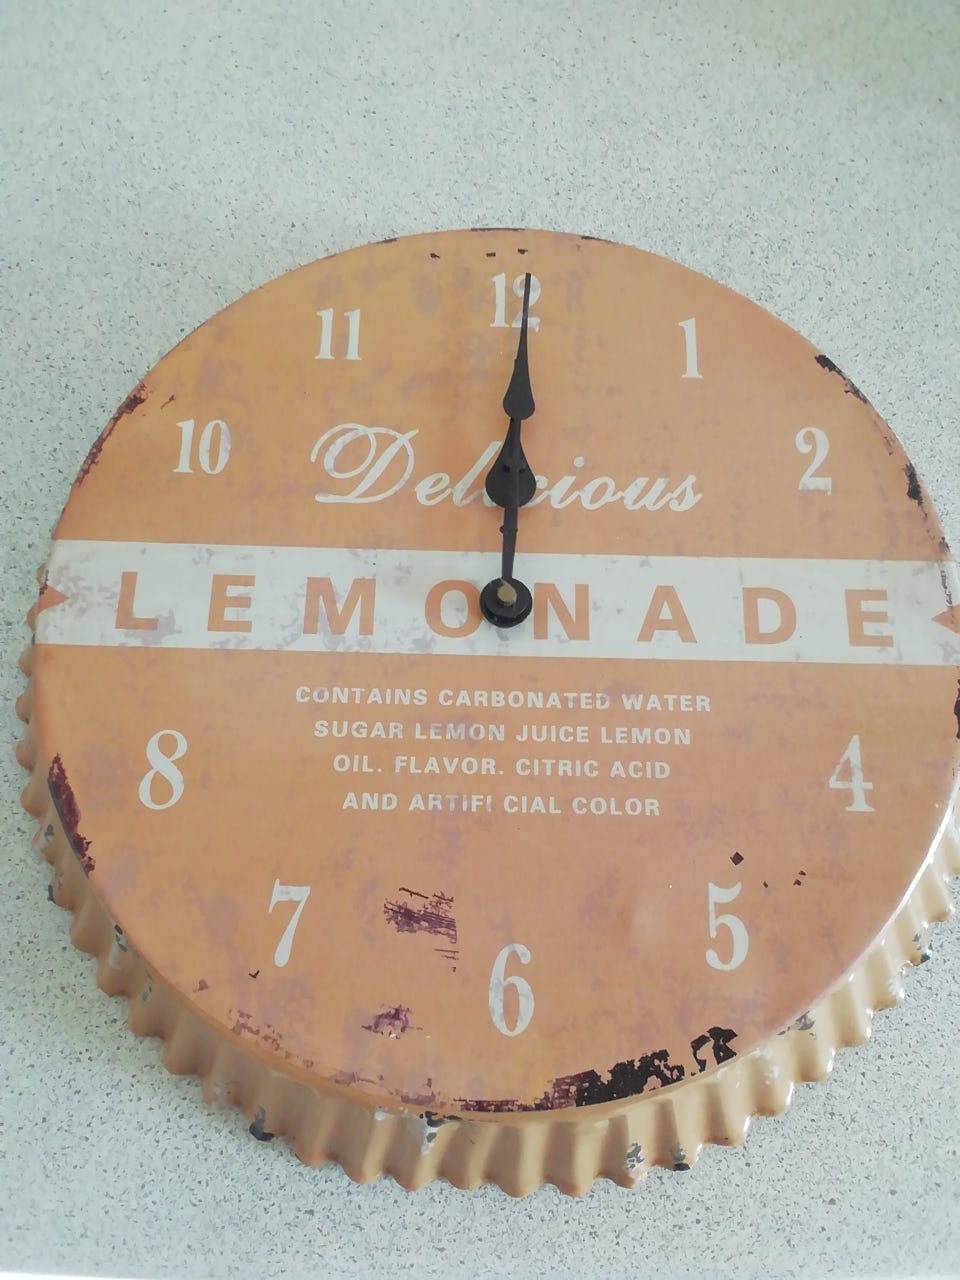 12
11
1
10
2
Delicious
LEMONADE
CONTAINS CARBONATED WATER
SUGAR LEMON JUICE LEMON
OIL. FLAVOR. CITRIC ACID
AND ARTIFI CIAL COLOR
8
4
7
5
6